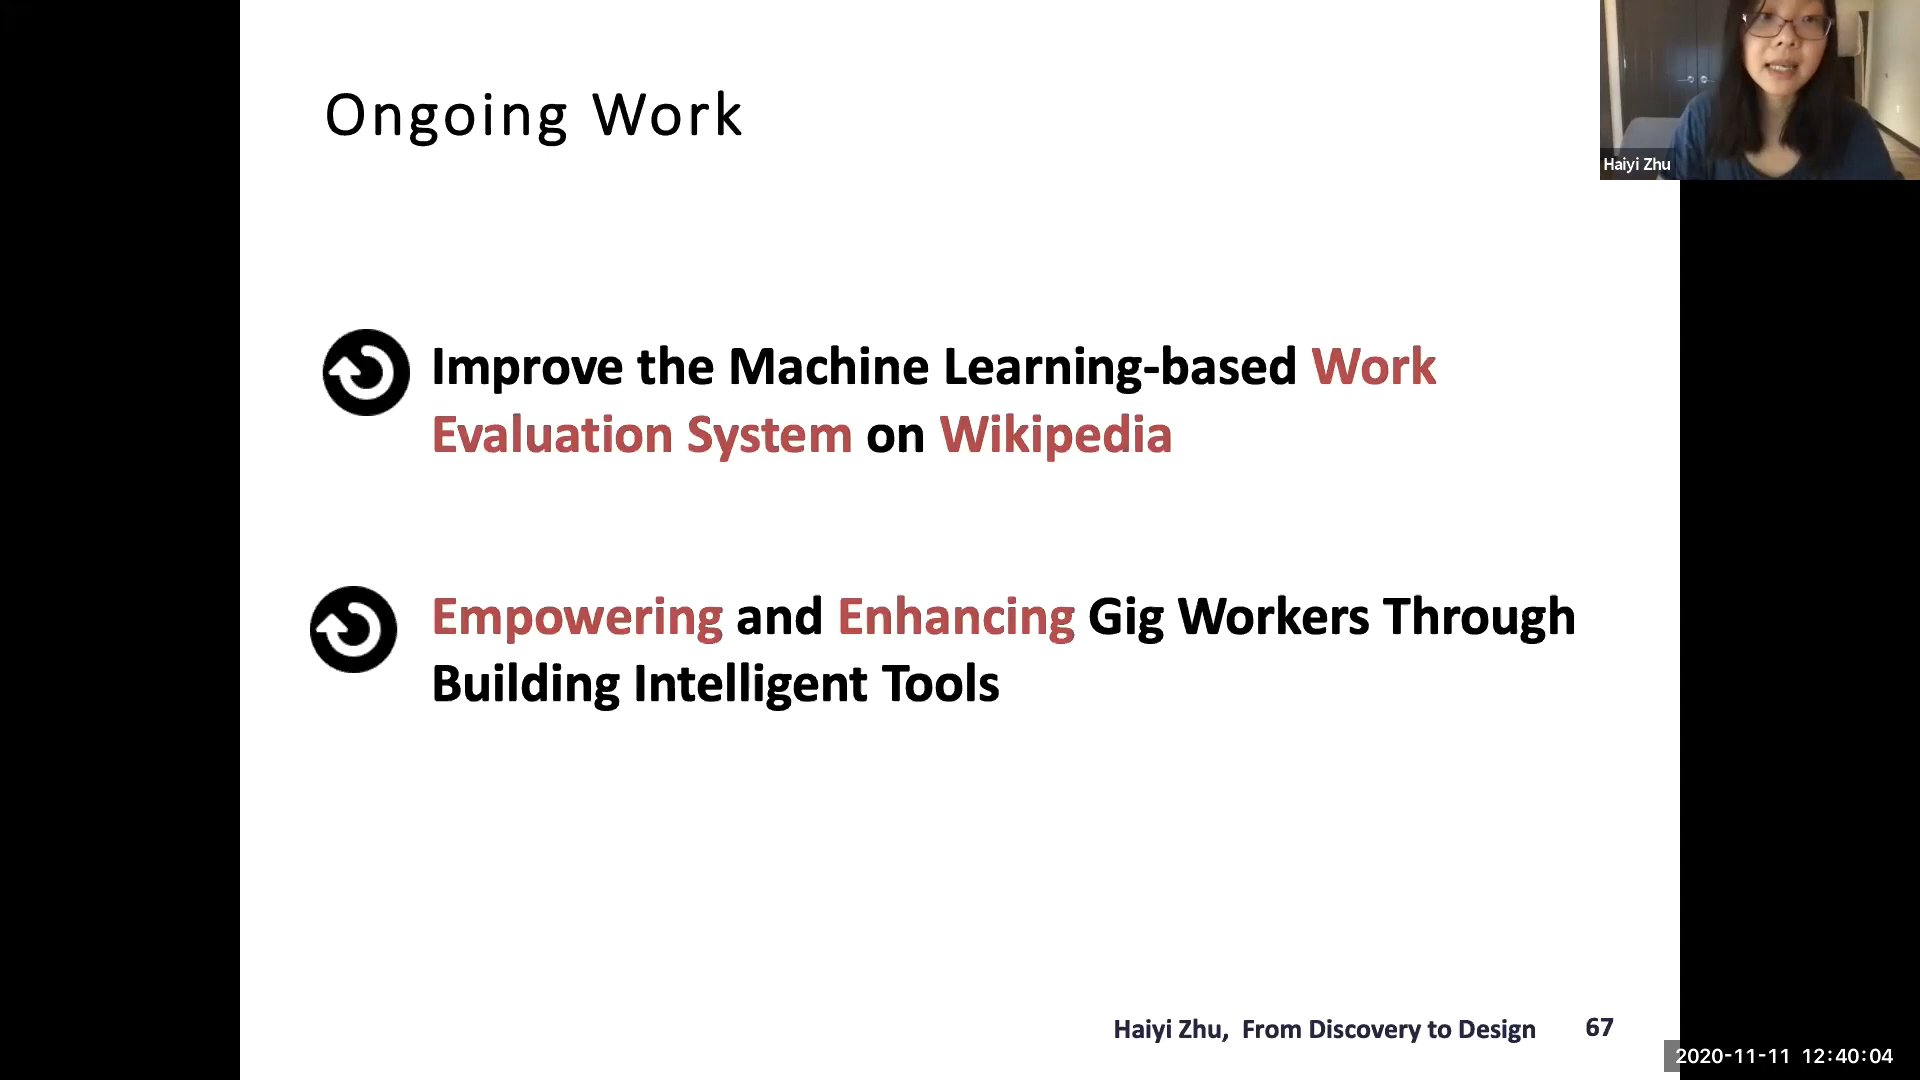 Ongoing Work
Haiyi Zhu
Improve the Machine Learning-based Work
Evaluation System on Wikipedia
Empowering and Enhancing Gig Workers Through
Building Intelligent Tools
Haiyi Zhu,  From Discovery to Design
67
2020-11-11 12:40:04